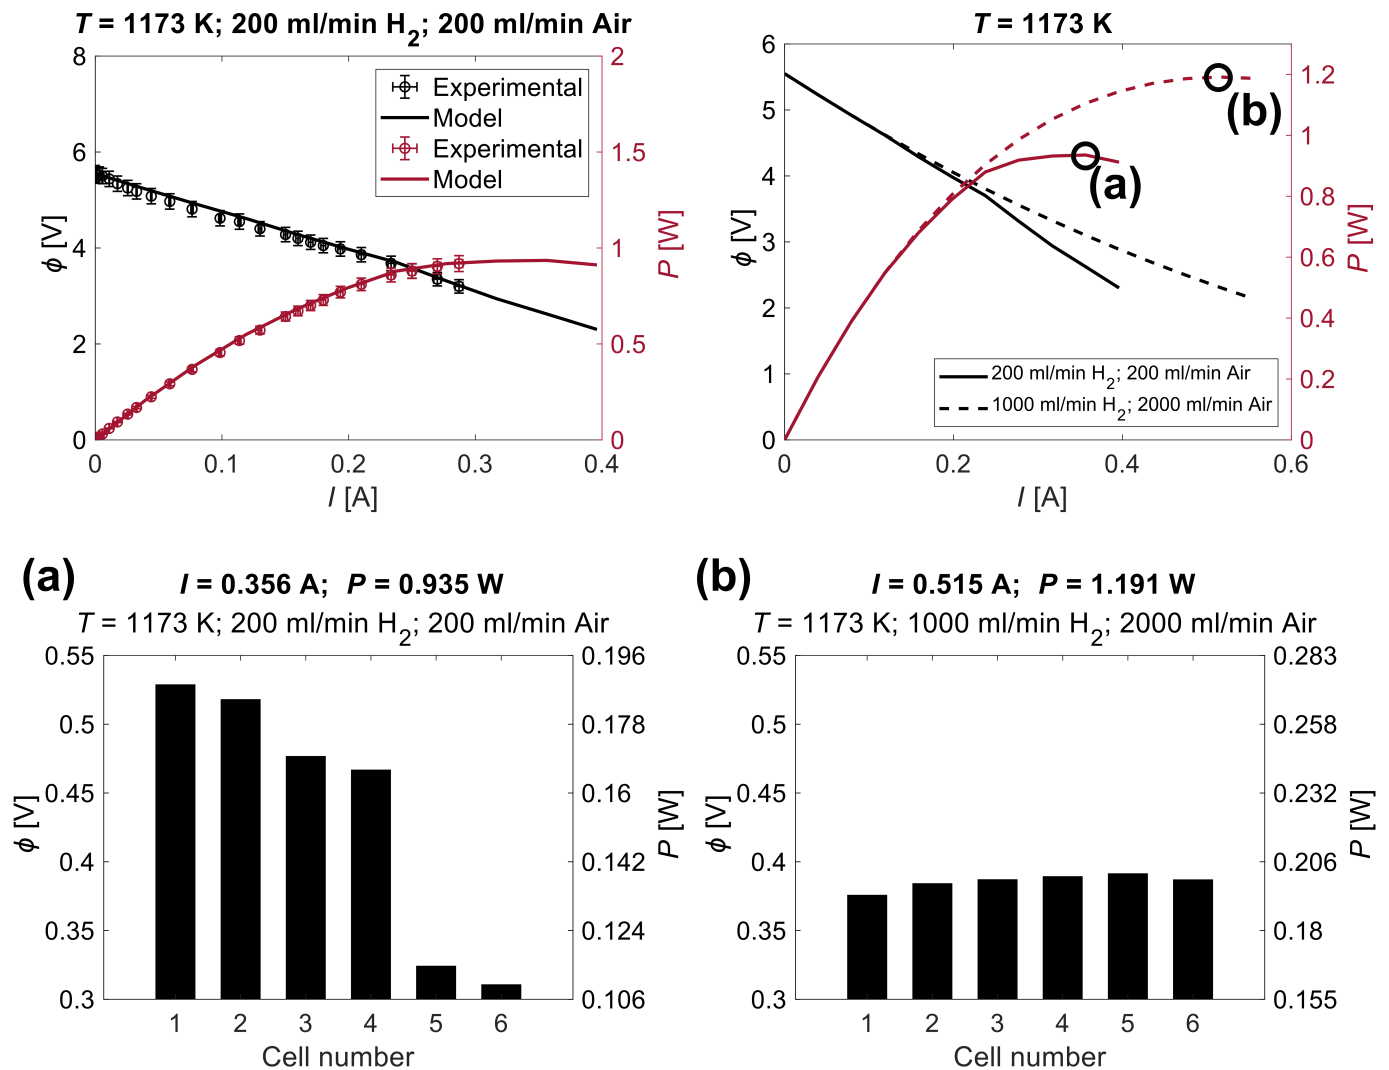 T = 1173 K; 200 ml/min H2; 200 ml/min Air
8
6
4
2
0
ϕ [V]
2
1.5
1
0.5
0
P [W]
Experimental
Model
Experimental
Model
0 0.1 0.2 0.3 0.4
I [A]
T = 1173 K
6
5
4
3
2
1
0
ϕ [V]
1.2
1
0.8
0.6
0.4
0.2
0
P [W]
(b)
(a)
200 ml/min H2; 200 ml/min Air
1000 ml/min H2; 2000 ml/min Air
0 0.2 0.4 0.6
I [A]
(a)
I = 0.356 A; P = 0.935 W
T = 1173 K; 200 ml/min H2; 200 ml/min Air
0.55
0.5
0.45
0.4
0.35
0.3
ϕ [V]
0.196
0.178
0.16
0.142
0.124
0.106
P [W]
1 2 3 4 5 6
Cell number
(b)
I = 0.515 A; P = 1.191 W
T = 1173 K; 1000 ml/min H2; 2000 ml/min Air
0.55
0.5
0.45
0.4
0.35
0.3
ϕ [V]
0.283
0.258
0.232
0.206
0.18
0.155
P [W]
1 2 3 4 5 6
Cell number